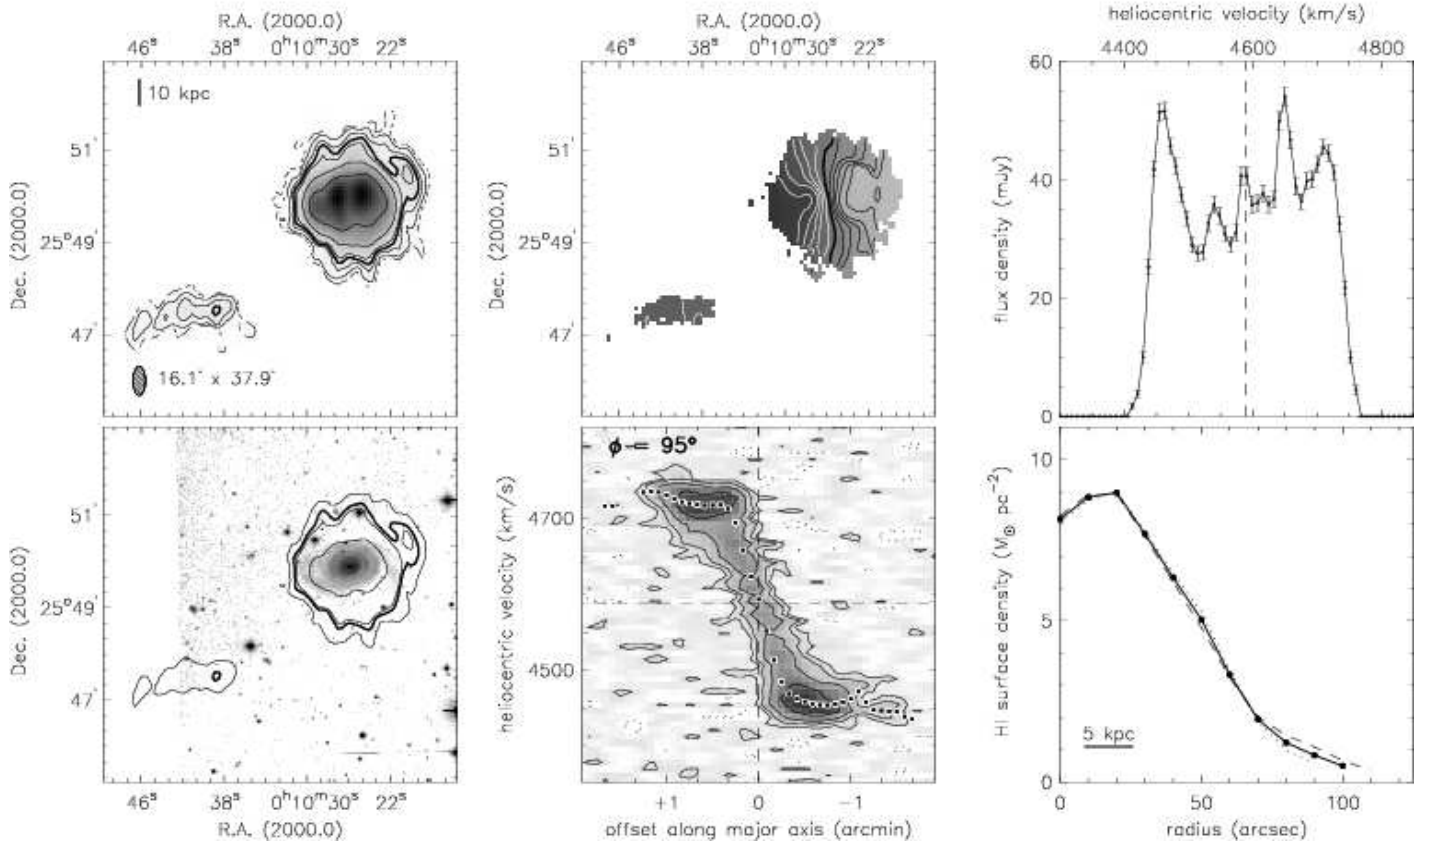 R.A. (2000.0)
46ˢ 38ˢ 0ʰ10ᵐ30ˢ 22ˢ
10 kpc
51'
25°49'
47'
Dec. (2000.0)
16.1" x 37.9"
R.A. (2000.0)
46ˢ 38ˢ 0ʰ10ᵐ30ˢ 22ˢ
51'
25°49'
47'
Dec. (2000.0)
heliocentric velocity (km/s)
4400 4600 4800
60
40
20
0
flux density (mJy)
51'
25°49'
47'
Dec. (2000.0)
46ˢ 38ˢ 0ʰ10ᵐ30ˢ 22ˢ
R.A. (2000.0)
ϕ = 95°
4700
4500
heliocentric velocity (km/s)
+1 0 −1
offset along major axis (arcmin)
10
5
0
HI surface density (M⊙ pc⁻²)
5 kpc
0 50 100
radius (arcsec)